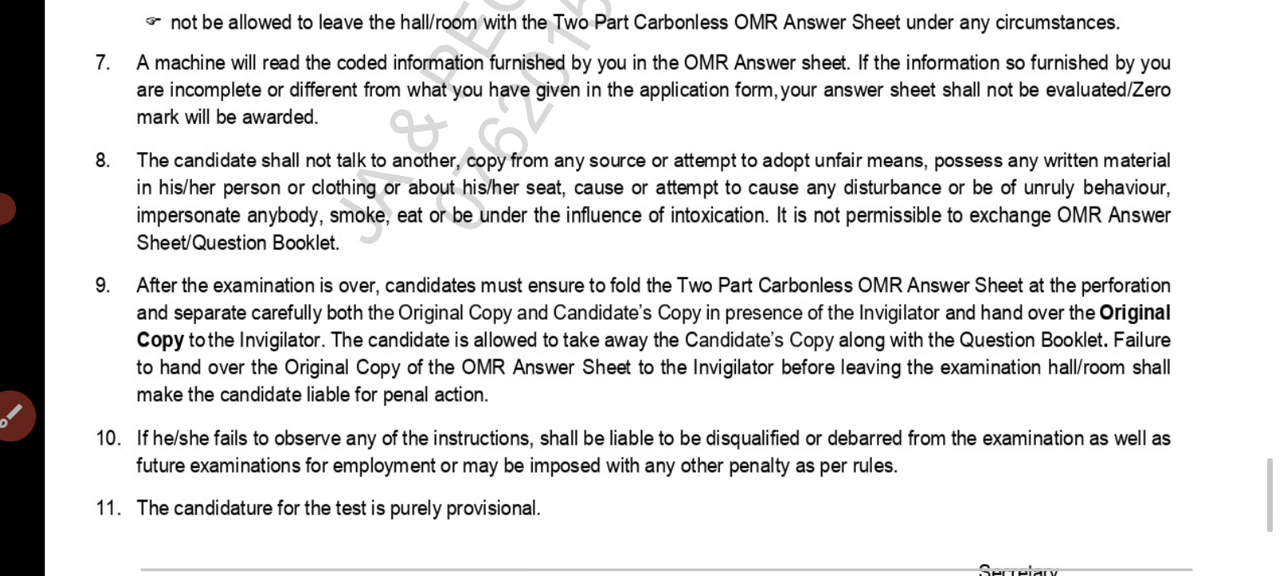 ☞ not be allowed to leave the hall/room with the Two Part Carbonless OMR Answer Sheet under any circumstances.
7. A machine will read the coded information furnished by you in the OMR Answer sheet. If the information so furnished by you
are incomplete or different from what you have given in the application form, your answer sheet shall not be evaluated/Zero
mark will be awarded.
8. The candidate shall not talk to another, copy from any source or attempt to adopt unfair means, possess any written material
in his/her person or clothing or about his/her seat, cause or attempt to cause any disturbance or be of unruly behaviour,
impersonate anybody, smoke, eat or be under the influence of intoxication. It is not permissible to exchange OMR Answer
Sheet/Question Booklet.
9. After the examination is over, candidates must ensure to fold the Two Part Carbonless OMR Answer Sheet at the perforation
and separate carefully both the Original Copy and Candidate's Copy in presence of the Invigilator and hand over the Original
Copy to the Invigilator. The candidate is allowed to take away the Candidate's Copy along with the Question Booklet. Failure
to hand over the Original Copy of the OMR Answer Sheet to the Invigilator before leaving the examination hall/room shall
make the candidate liable for penal action.
10. If he/she fails to observe any of the instructions, shall be liable to be disqualified or debarred from the examination as well as
future examinations for employment or may be imposed with any other penalty as per rules.
11. The candidature for the test is purely provisional.
Secretary